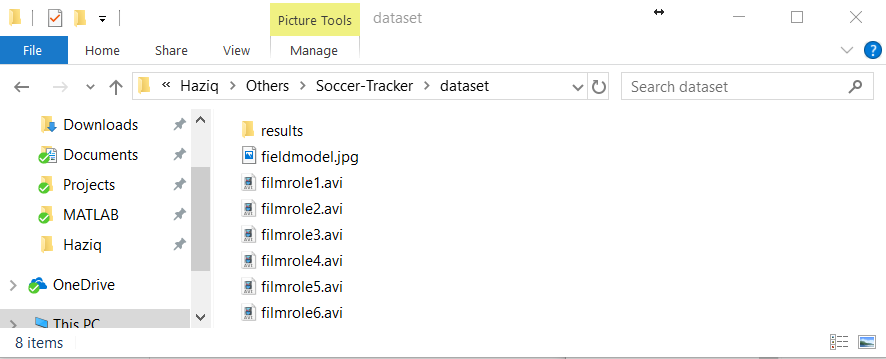 Picture Tools dataset
File Home Share View Manage
« Haziq Others Soccer-Tracker dataset Search dataset
Downloads
Documents
Projects
MATLAB
Haziq
OneDrive
This PC
results
fieldmodel.jpg
filmrole1.avi
filmrole2.avi
filmrole3.avi
filmrole4.avi
filmrole5.avi
filmrole6.avi
8 items